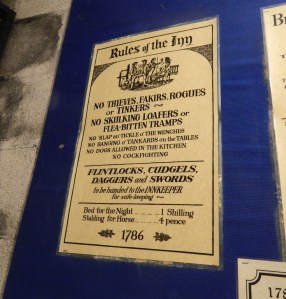 Rules of the Inn
NO THIEVES, FAKIRS, ROGUES
or TINKERS
NO SKULKING LOAFERS or
FLEA-BITTEN TRAMPS
NO 'SLAP an' TICKLE' o' THE WENCHES
NO BANGING o' TANKARDS on the TABLES
NO DOGS ALLOWED IN THE KITCHEN
NO COCKFIGHTING
FLINTLOCKS, CUDGELS,
DAGGERS and SWORDS
to be handed to the INNKEEPER
for safe keeping
Bed for the Night ..... 1 Shilling
Stabling for Horse ..... 4 pence
1786
B
178